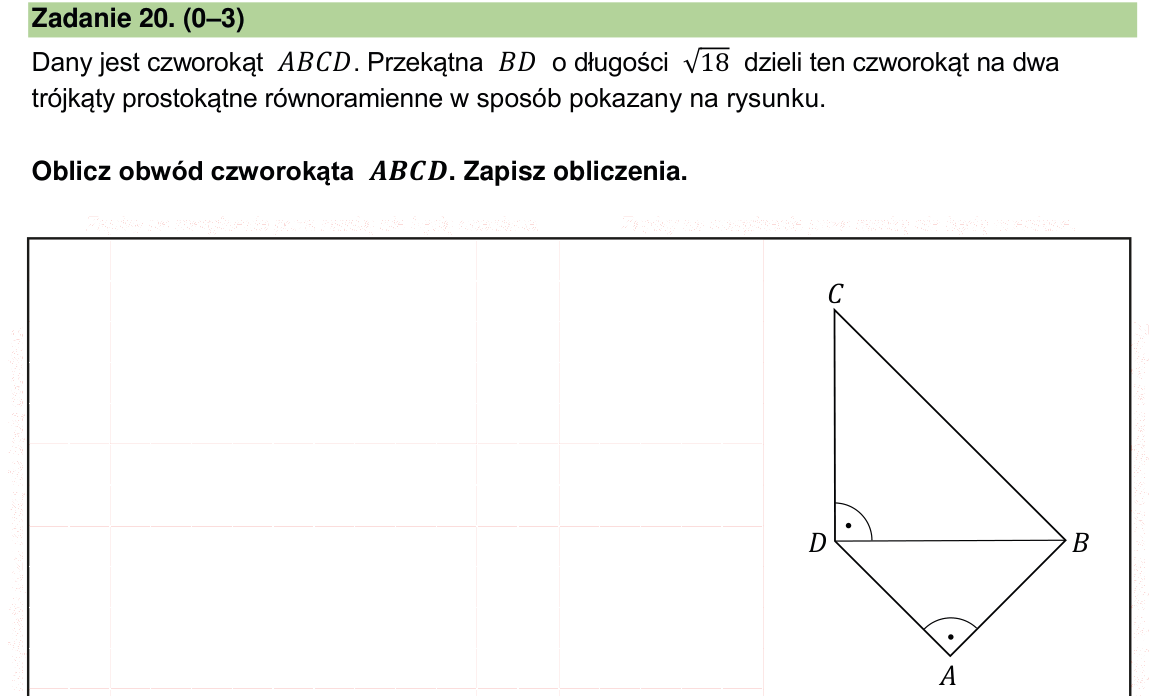 Zadanie 20. (0–3)
Dany jest czworokąt ABCD. Przekątna BD o długości √18 dzieli ten czworokąt na dwa
trójkąty prostokątne równoramienne w sposób pokazany na rysunku.
Oblicz obwód czworokąta ABCD. Zapisz obliczenia.
C
D
B
A